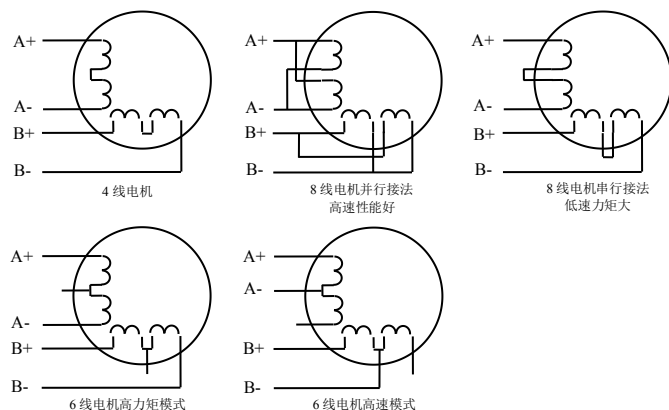 A+
A-
B+
B-
4 线电机
A+
A-
B+
B-
8 线电机并行接法
高速性能好
A+
A-
B+
B-
8 线电机串行接法
低速力矩大
A+
A-
B+
B-
6 线电机高力矩模式
A+
A-
B+
B-
6 线电机高速模式